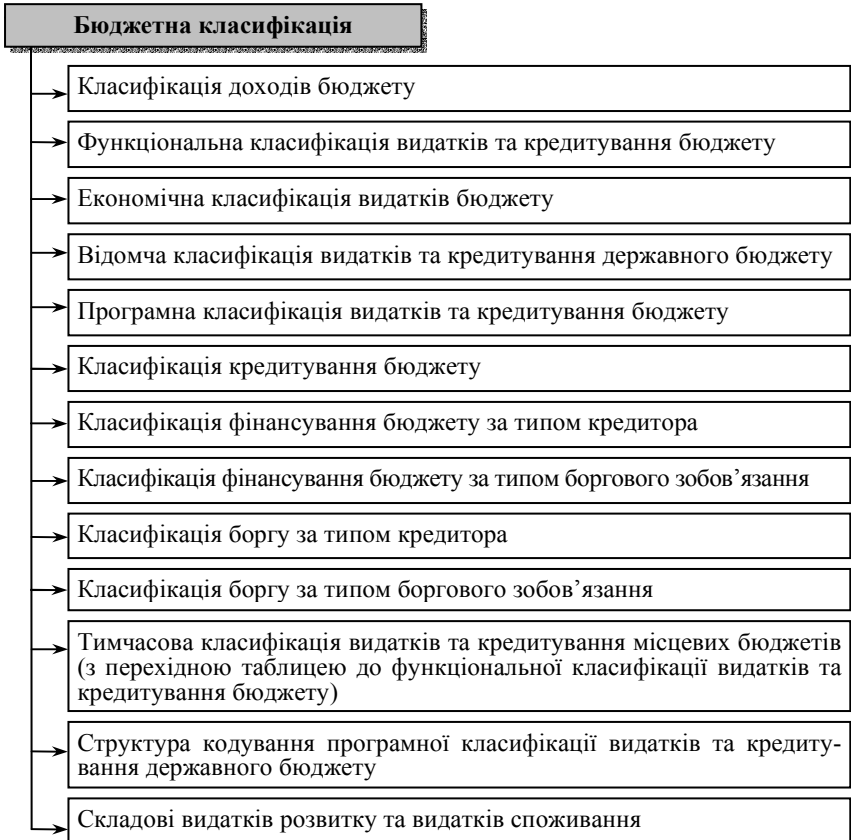 Бюджетна класифікація
Класифікація доходів бюджету
Функціональна класифікація видатків та кредитування бюджету
Економічна класифікація видатків бюджету
Відомча класифікація видатків та кредитування державного бюджету
Програмна класифікація видатків та кредитування бюджету
Класифікація кредитування бюджету
Класифікація фінансування бюджету за типом кредитора
Класифікація фінансування бюджету за типом боргового зобов’язання
Класифікація боргу за типом кредитора
Класифікація боргу за типом боргового зобов’язання
Тимчасова класифікація видатків та кредитування місцевих бюджетів
(з перехідною таблицею до функціональної класифікації видатків та
кредитування бюджету)
Структура кодування програмної класифікації видатків та кредиту-
вання державного бюджету
Складові видатків розвитку та видатків споживання